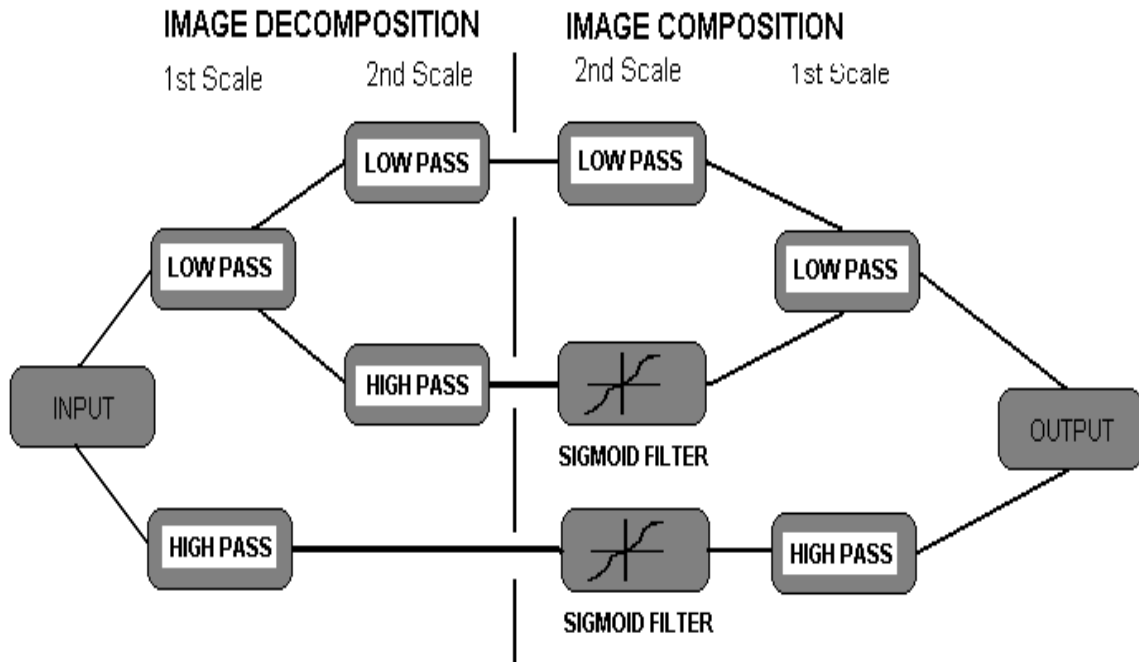 IMAGE DECOMPOSITION
IMAGE COMPOSITION
1st Scale
2nd Scale
2nd Scale
1st Scale
LOW PASS
LOW PASS
LOW PASS
LOW PASS
INPUT
HIGH PASS
OUTPUT
SIGMOID FILTER
HIGH PASS
HIGH PASS
SIGMOID FILTER